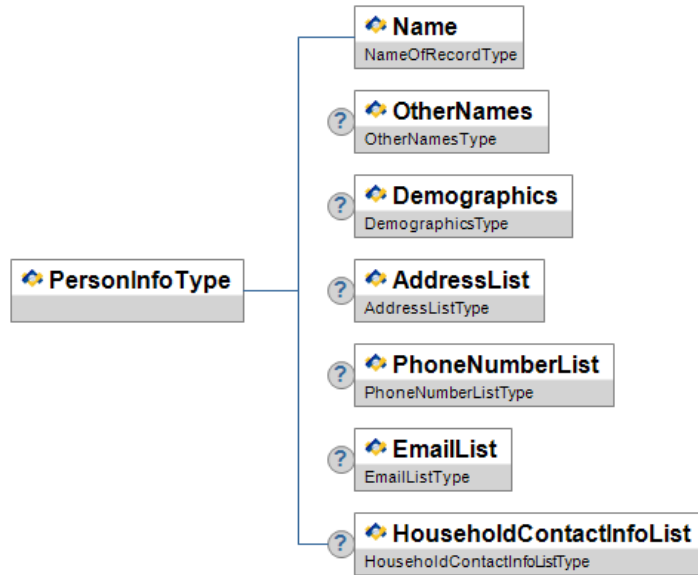 Name
NameOfRecordType
?
OtherNames
OtherNamesType
?
Demographics
DemographicsType
PersonInfoType
?
AddressList
AddressListType
?
PhoneNumberList
PhoneNumberListType
?
EmailList
EmailListType
?
HouseholdContactInfoList
HouseholdContactInfoListType